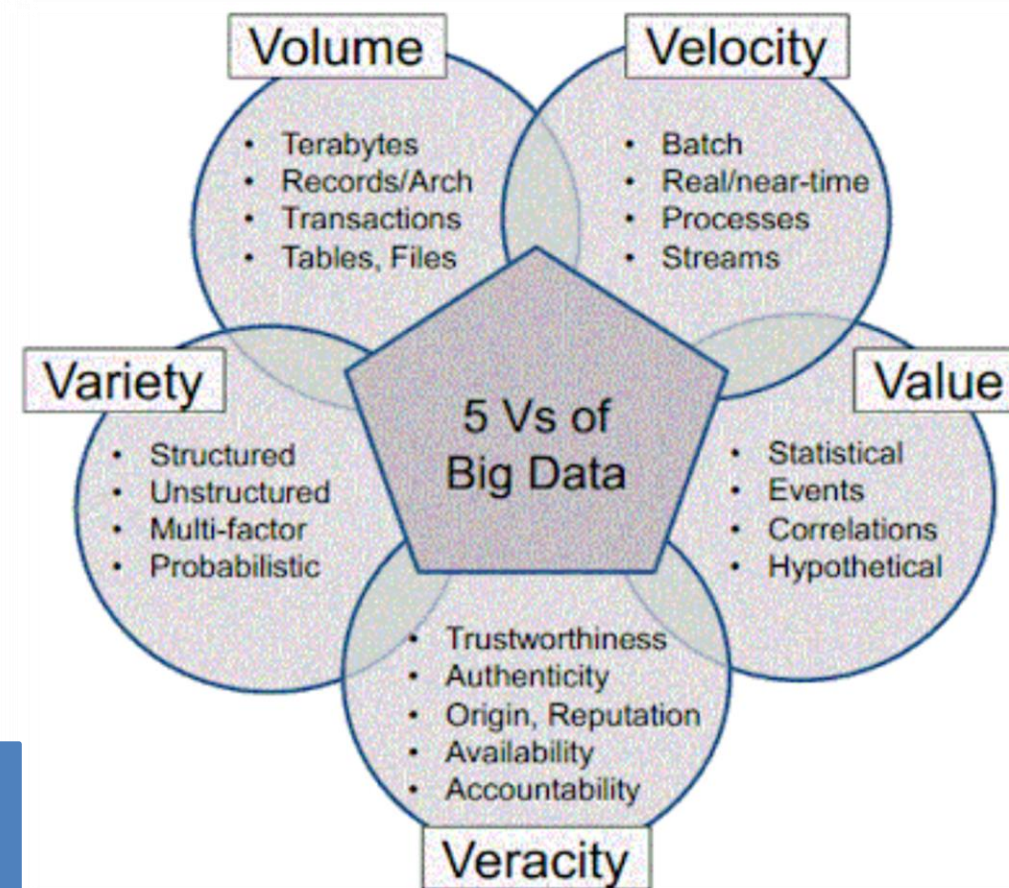 Volume
• Terabytes
• Records/Arch
• Transactions
• Tables, Files
Velocity
• Batch
• Real/near-time
• Processes
• Streams
Variety
• Structured
• Unstructured
• Multi-factor
• Probabilistic
5 Vs of
Big Data
Value
• Statistical
• Events
• Correlations
• Hypothetical
• Trustworthiness
• Authenticity
• Origin, Reputation
• Availability
• Accountability
Veracity